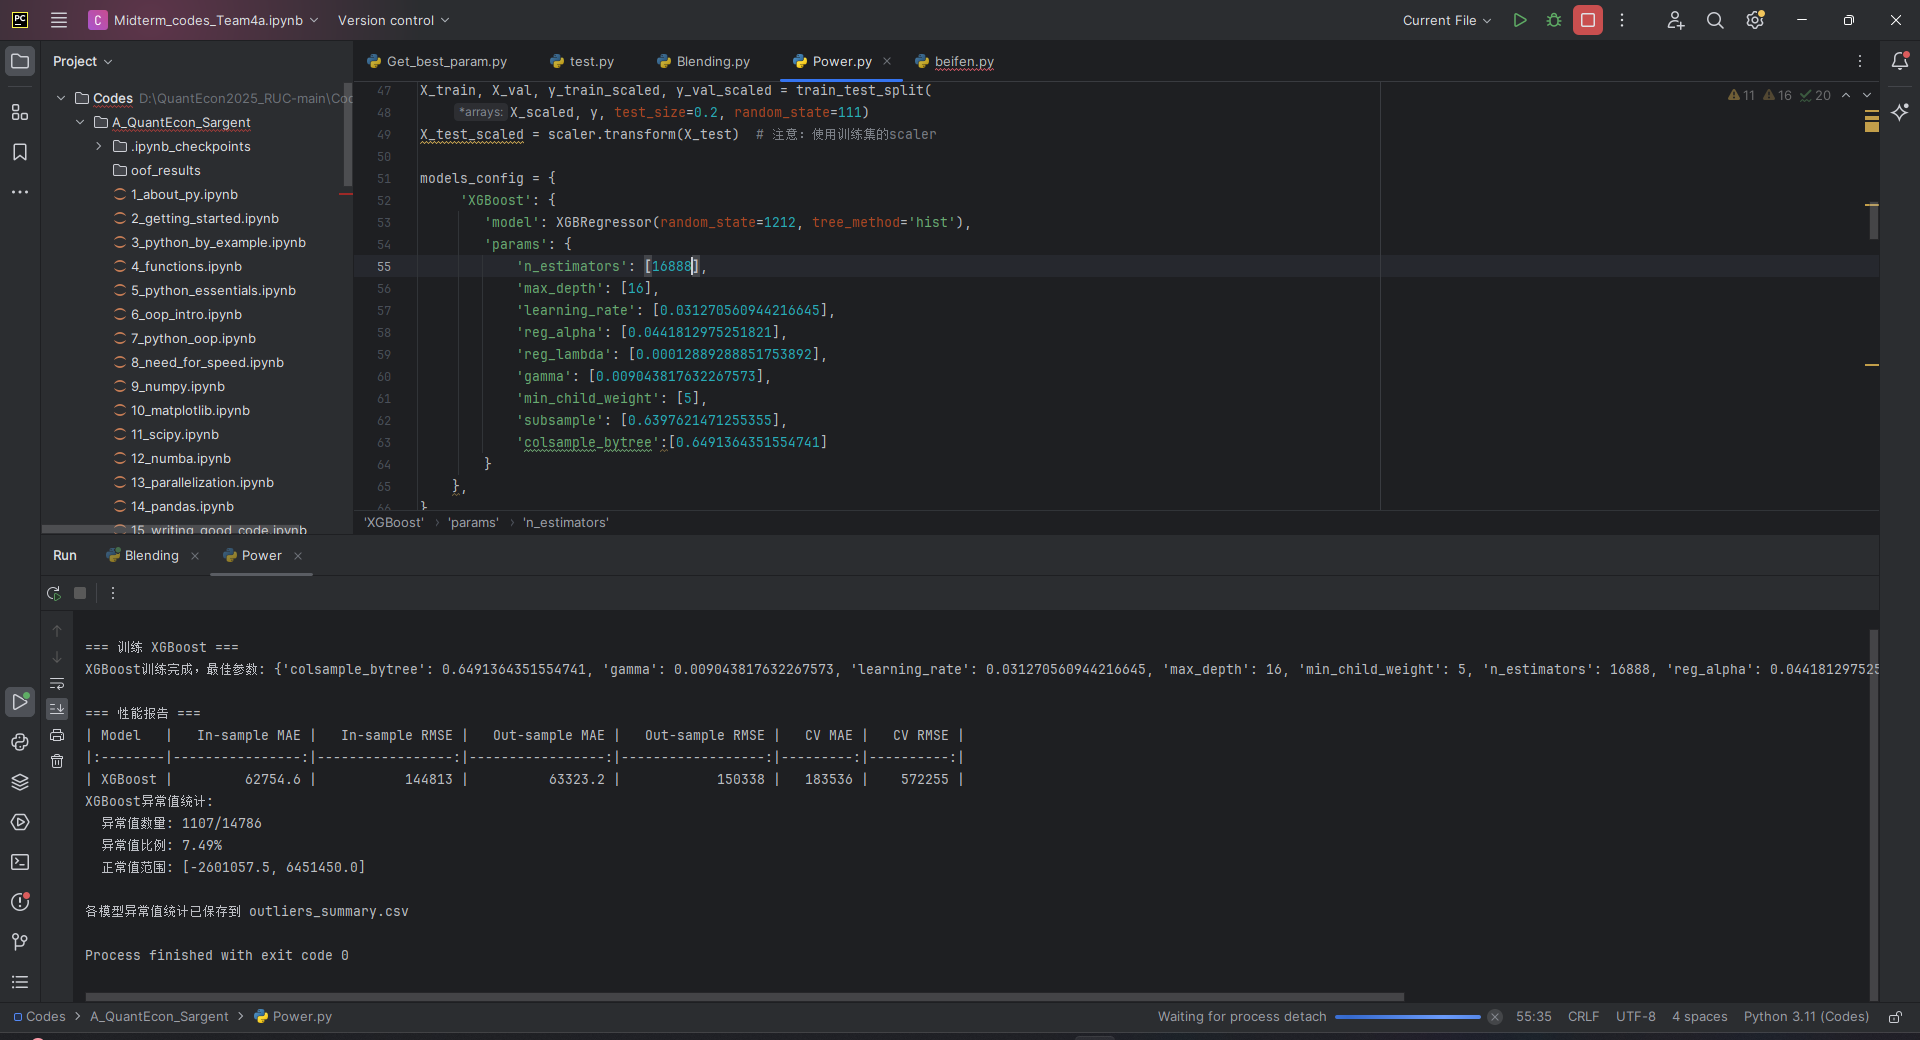 PC
C Midterm_codes_Team4a.ipynb
Version control
Current File
Project
Codes D:\QuantEcon2025_RUC-main\Coc
A_QuantEcon_Sargent
.ipynb_checkpoints
oof_results
1_about_py.ipynb
2_getting_started.ipynb
3_python_by_example.ipynb
4_functions.ipynb
5_python_essentials.ipynb
6_oop_intro.ipynb
7_python_oop.ipynb
8_need_for_speed.ipynb
9_numpy.ipynb
10_matplotlib.ipynb
11_scipy.ipynb
12_numba.ipynb
13_parallelization.ipynb
14_pandas.ipynb
15_writing_good_code.ipynb
Get_best_param.py test.py Blending.py Power.py beifen.py
11 16 20
47 X_train, X_val, y_train_scaled, y_val_scaled = train_test_split(
48 *arrays: X_scaled, y, test_size=0.2, random_state=111)
49 X_test_scaled = scaler.transform(X_test) # 注意：使用训练集的scaler
50
51 models_config = {
52 'XGBoost': {
53 'model': XGBRegressor(random_state=1212, tree_method='hist'),
54 'params': {
55 'n_estimators': [16888],
56 'max_depth': [16],
57 'learning_rate': [0.031270560944216645],
58 'reg_alpha': [0.0441812975251821],
59 'reg_lambda': [0.00012889288851753892],
60 'gamma': [0.009043817632267573],
61 'min_child_weight': [5],
62 'subsample': [0.6397621471255355],
63 'colsample_bytree':[0.6491364351554741]
64 }
65 },
66 }
'XGBoost' › 'params' › 'n_estimators'
Run Blending Power
=== 训练 XGBoost ===
XGBoost训练完成，最佳参数: {'colsample_bytree': 0.6491364351554741, 'gamma': 0.009043817632267573, 'learning_rate': 0.031270560944216645, 'max_depth': 16, 'min_child_weight': 5, 'n_estimators': 16888, 'reg_alpha': 0.044181297525
=== 性能报告 ===
| Model | In-sample MAE | In-sample RMSE | Out-sample MAE | Out-sample RMSE | CV MAE | CV RMSE |
|:--------|----------------:|-----------------:|-----------------:|------------------:|---------:|----------:|
| XGBoost | 62754.6 | 144813 | 63323.2 | 150338 | 183536 | 572255 |
XGBoost异常值统计:
异常值数量: 1107/14786
异常值比例: 7.49%
正常值范围: [-2601057.5, 6451450.0]
各模型异常值统计已保存到 outliers_summary.csv
Process finished with exit code 0
Codes › A_QuantEcon_Sargent › Power.py
Waiting for process detach
55:35 CRLF UTF-8 4 spaces Python 3.11 (Codes)